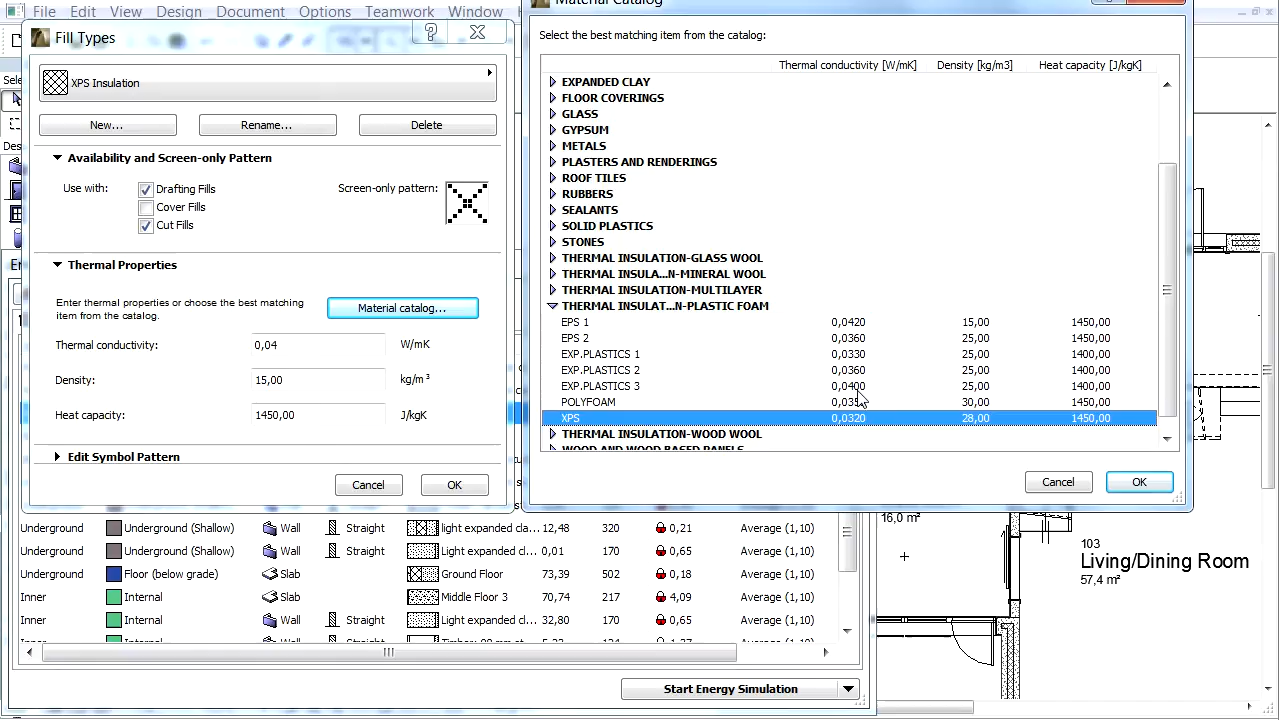 File Edit View Design Document Options Teamwork Window
Fill Types
XPS Insulation
New... Rename... Delete
Availability and Screen-only Pattern
Use with: Drafting Fills Screen-only pattern:
Cover Fills
Cut Fills
Thermal Properties
Enter thermal properties or choose the best matching
item from the catalog.
Material catalog...
Thermal conductivity: 0,04 W/mK
Density: 15,00 kg/m³
Heat capacity: 1450,00 J/kgK
Edit Symbol Pattern
Cancel OK
Material Catalog
Select the best matching item from the catalog:
Thermal conductivity [W/mK] Density [kg/m3] Heat capacity [J/kgK]
EXPANDED CLAY
FLOOR COVERINGS
GLASS
GYPSUM
METALS
PLASTERS AND RENDERINGS
ROOF TILES
RUBBERS
SEALANTS
SOLID PLASTICS
STONES
THERMAL INSULATION-GLASS WOOL
THERMAL INSULA...N-MINERAL WOOL
THERMAL INSULATION-MULTILAYER
THERMAL INSULAT...N-PLASTIC FOAM
EPS 1 0,0420 15,00 1450,00
EPS 2 0,0360 25,00 1450,00
EXP.PLASTICS 1 0,0330 25,00 1400,00
EXP.PLASTICS 2 0,0360 25,00 1400,00
EXP.PLASTICS 3 0,0400 25,00 1400,00
POLYFOAM 30,00 1450,00
XPS 0,0320 28,00 1450,00
THERMAL INSULATION-WOOD WOOL
WOOD AND WOOD BASED PANELS
Cancel OK
Underground Underground (Shallow) Wall Straight light expanded cla... 12,48 320 0,21 Average (1,10)
Underground Underground (Shallow) Wall Straight Light expanded cl... 0,01 170 0,65 Average (1,10)
Underground Floor (below grade) Slab Ground Floor 73,39 502 0,18 Average (1,10)
Inner Internal Slab Middle Floor 3 70,74 217 4,09 Average (1,10)
Inner Internal Wall Straight Light expanded cl... 32,80 170 0,65 Average (1,10)
Start Energy Simulation
16,0 m²
103
Living/Dining Room
57,4 m²